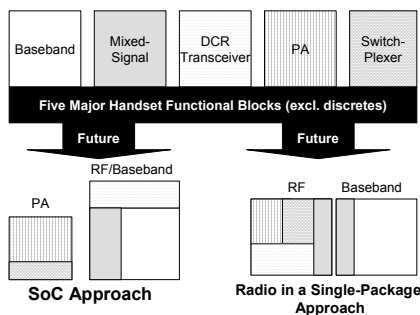 Baseband
Mixed-
Signal
DCR
Transceiver
PA
Switch-
Plexer
Five Major Handset Functional Blocks (excl. discretes)
Future
Future
RF/Baseband
PA
RF
Baseband
SoC Approach
Radio in a Single-Package
Approach